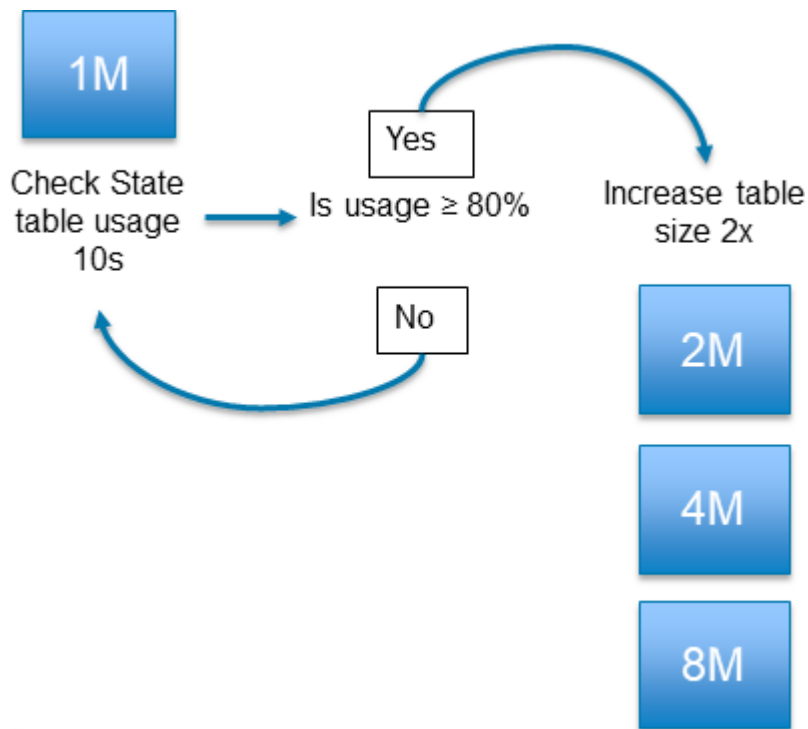 1M
Check State
table usage
10s
Yes
Is usage ≥ 80%
No
Increase table
size 2x
2M
4M
8M